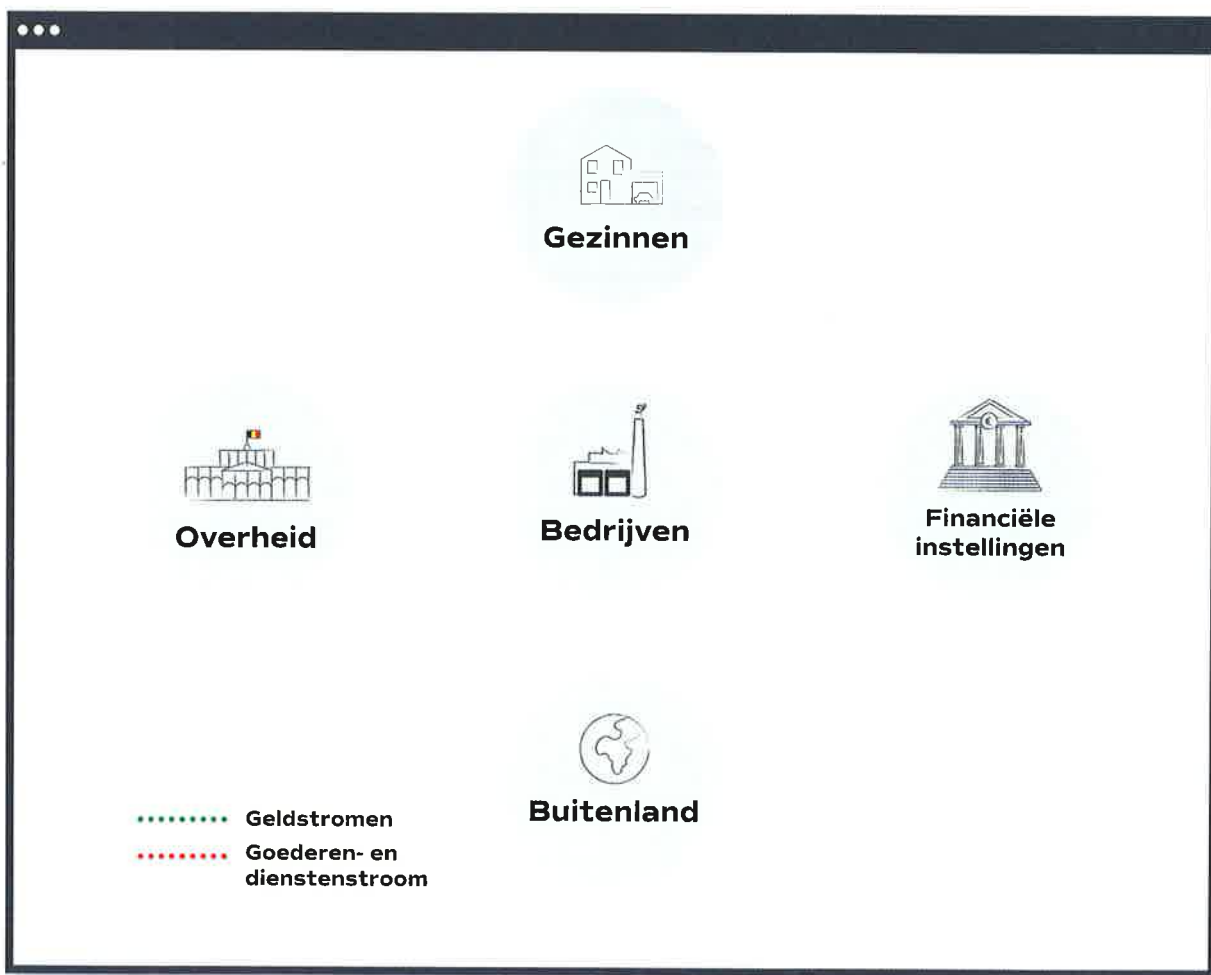 Gezinnen
Overheid
Bedrijven
Financiële
instellingen
Buitenland
Geldstromen
Goederen- en
dienstenstroom